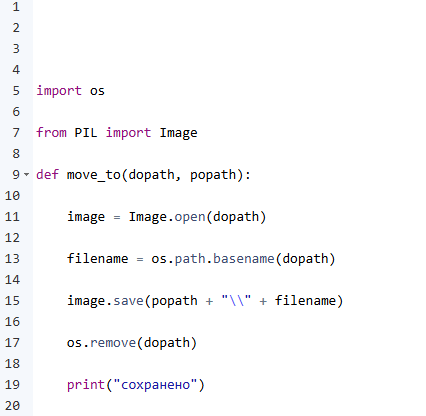 1
2
3
4
5 import os
6
7 from PIL import Image
8
9 def move_to(dopath, popath):
10
11     image = Image.open(dopath)
12
13     filename = os.path.basename(dopath)
14
15     image.save(popath + "\\" + filename)
16
17     os.remove(dopath)
18
19     print("сохранено")
20